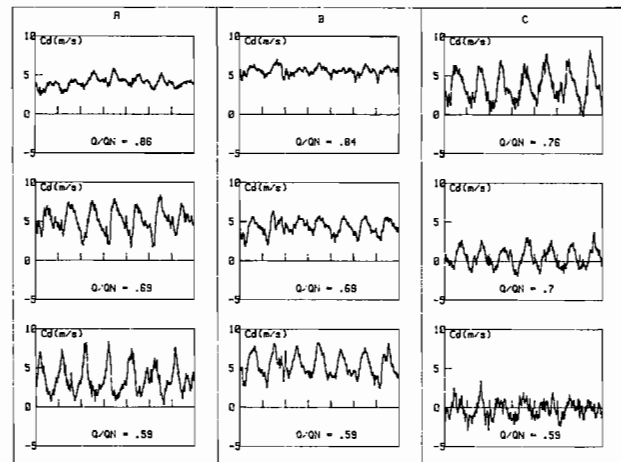 A B C
Cd(m/s) Cd(m/s) Cd(m/s)
10 10 10
5 5 5
0 0 0
Q/QN = .86 Q/QN = .84 Q/QN = .76
-5 -5 -5
Cd(m/s) Cd(m/s) Cd(m/s)
10 10 10
5 5 5
0 0 0
Q/QN = .69 Q/QN = .69 Q/QN = .7
-5 -5 -5
Cd(m/s) Cd(m/s) Cd(m/s)
10 10 10
5 5 5
0 0 0
Q/QN = .59 Q/QN = .59 Q/QN = .59
-5 -5 -5